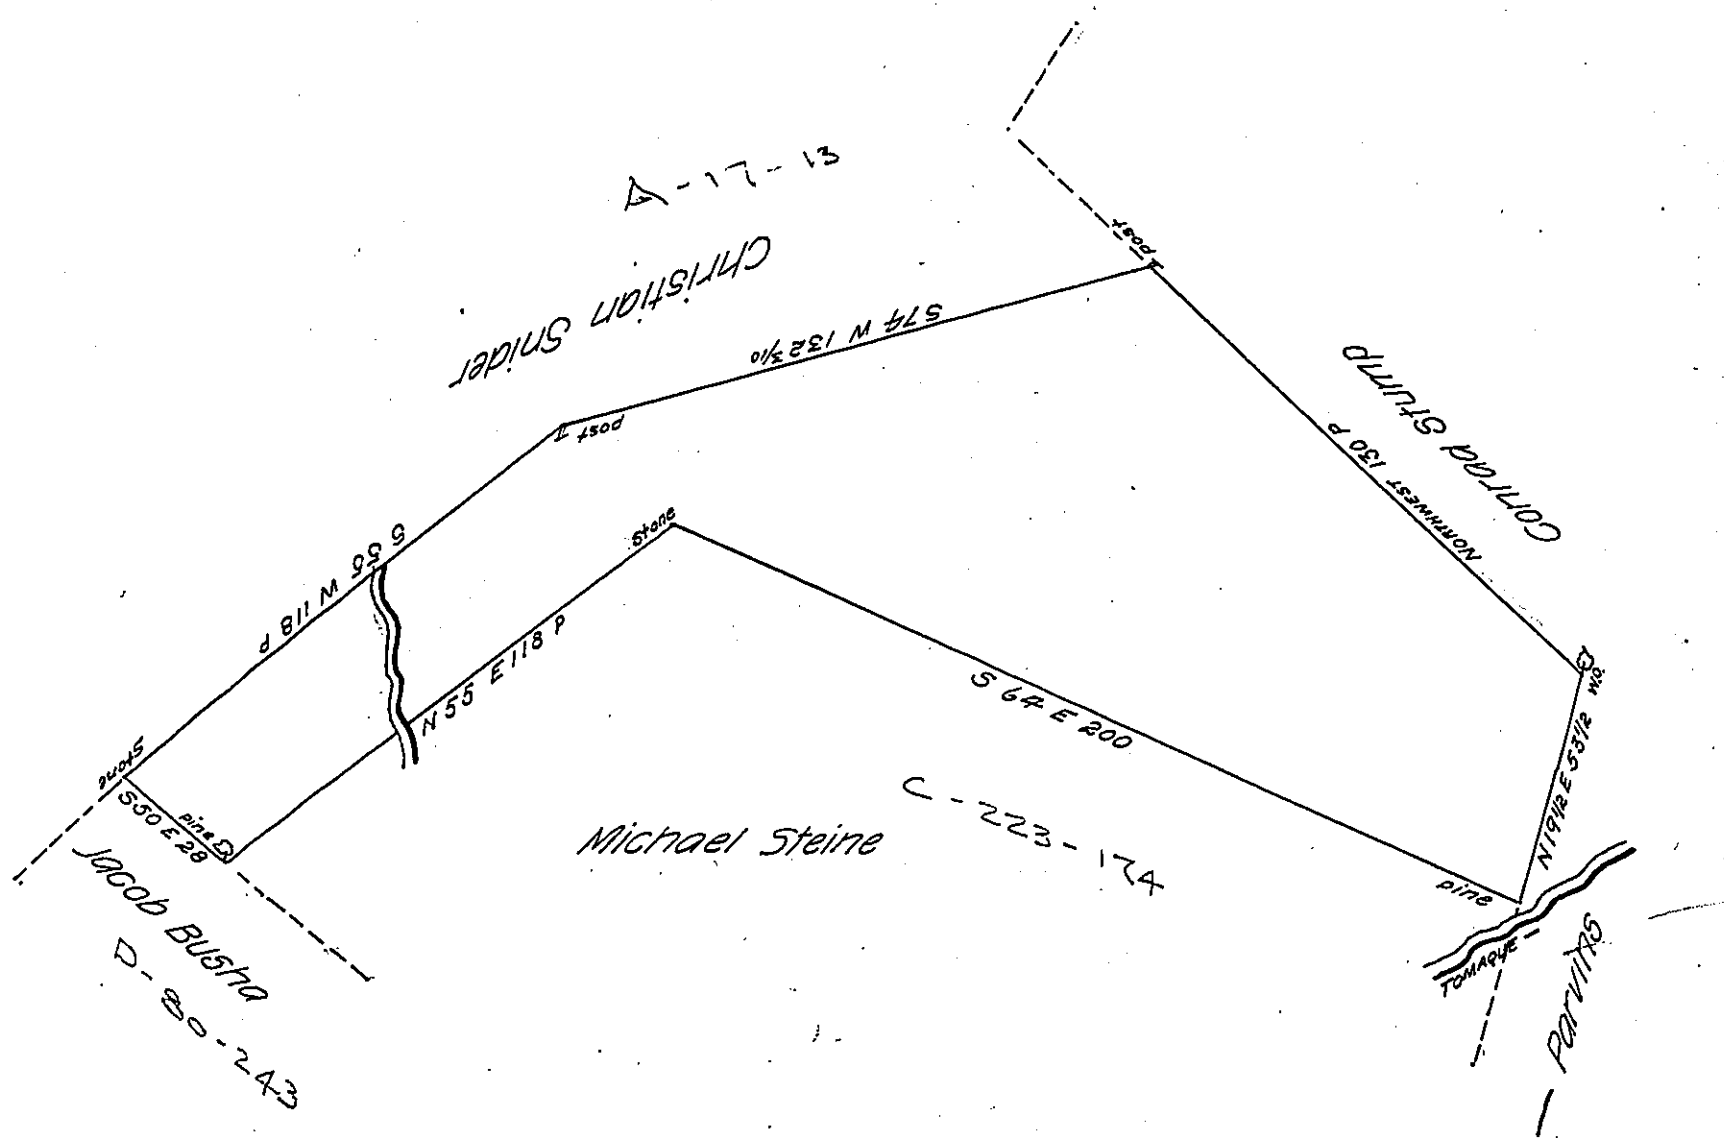 A-17-13
Christian Snider
post
S 74 W 132 3/10
post
Conrad Stump
NORTHWEST 130 P
S 55 W 118 P
Stone
Stone
N 55 E 118 P
S 64 E 200
W.O.
N 19 1/2 E 53 1/2
S 50 E 28
pine
Jacob Busha
D-80-243
Michael Steine
C-223-174
pine
TOMAQUE
Parvins